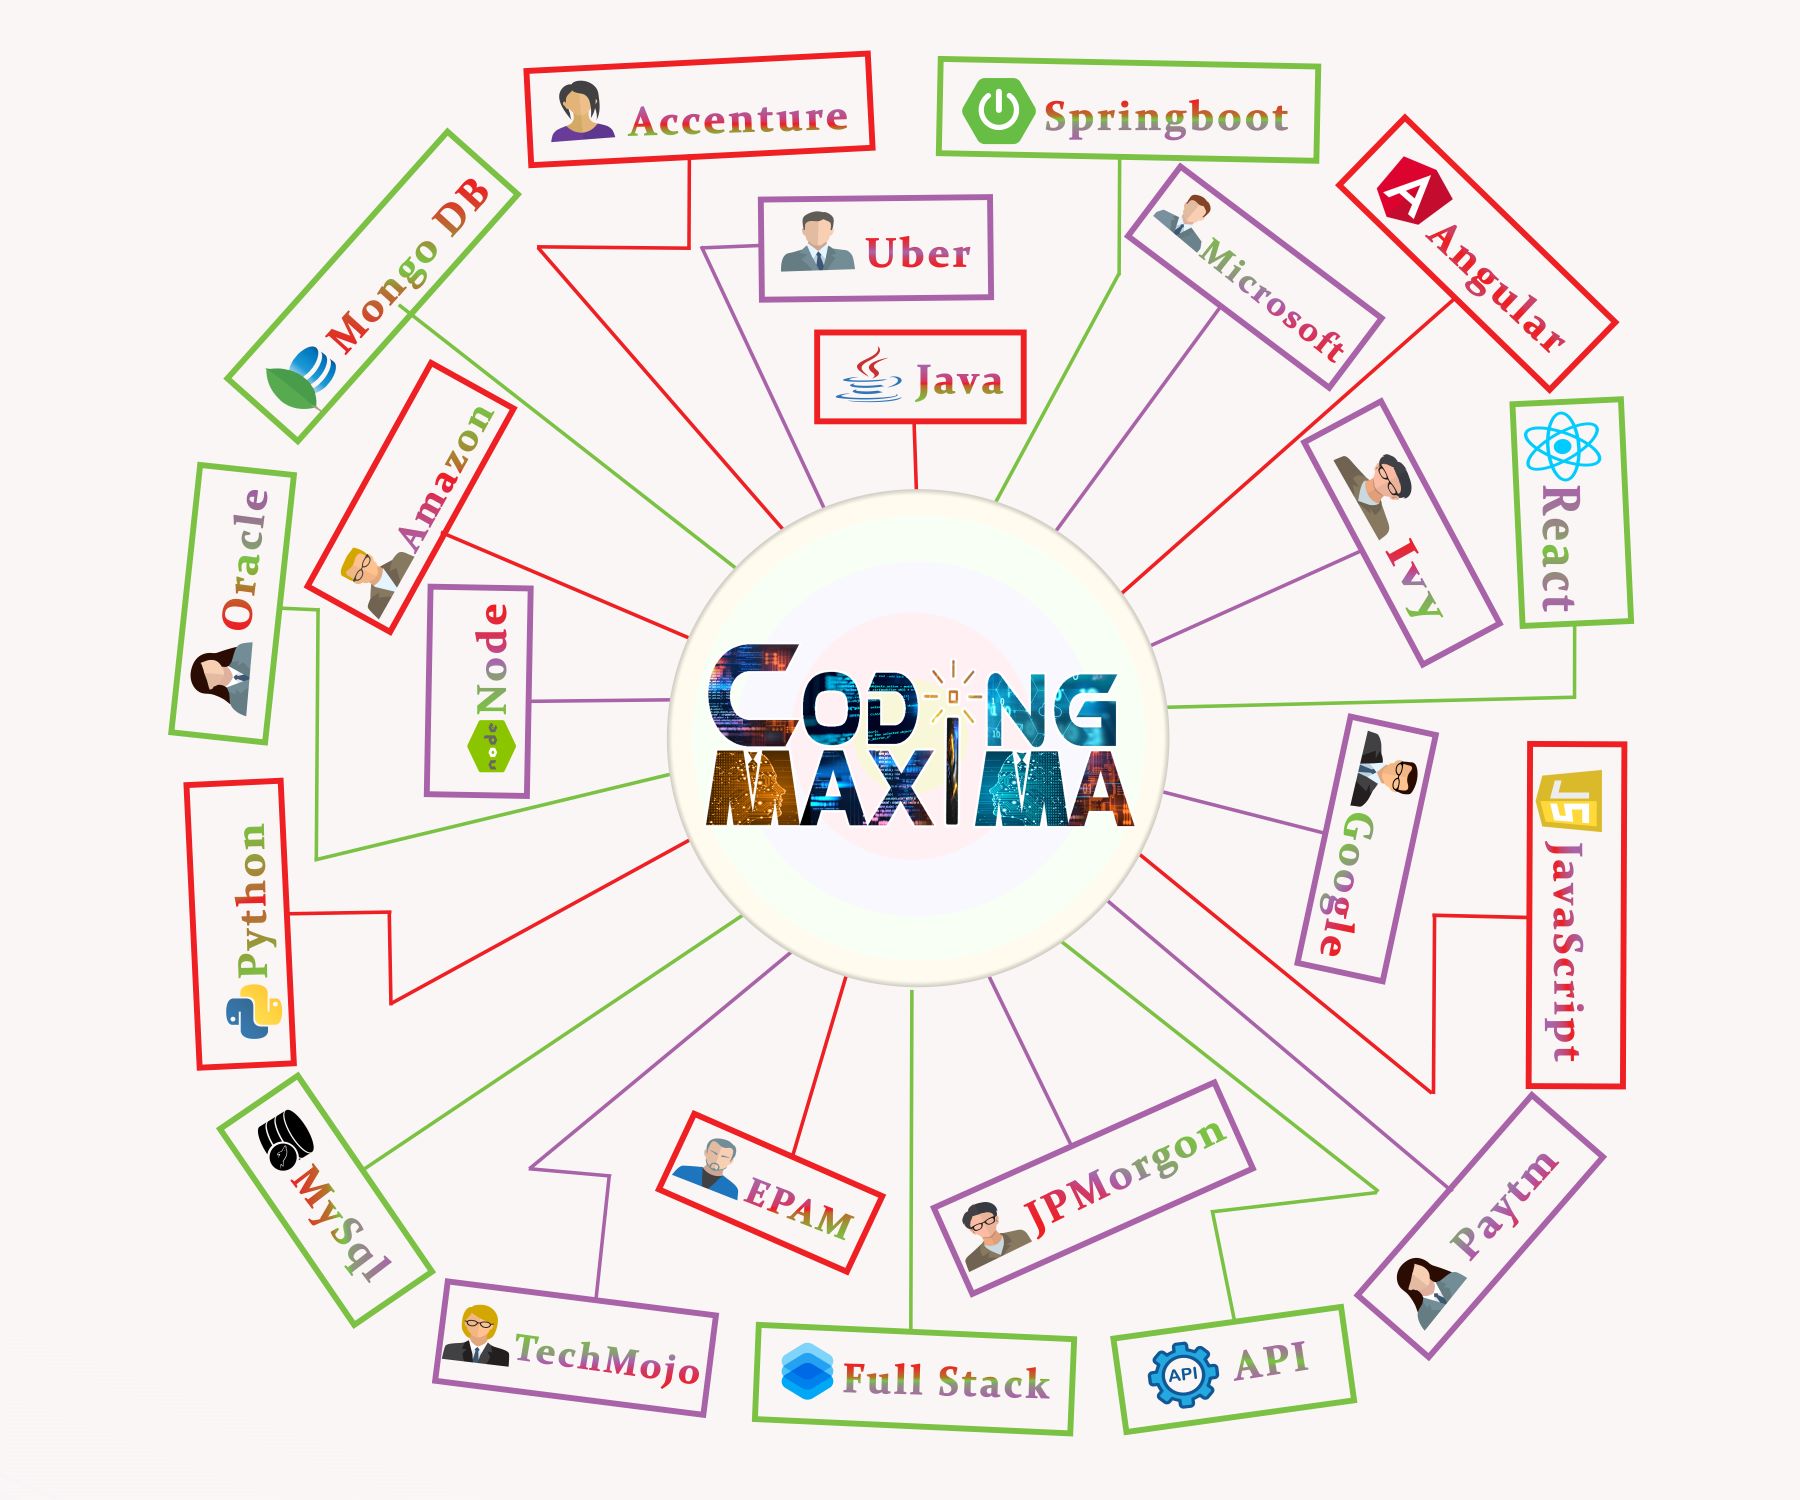 Accenture
Springboot
Mongo DB
Uber
Microsoft
Angular
Java
Amazon
Ivy
React
Oracle
Node
node
CODING
MAXIMA
Google
JS
JavaScript
Python
MySql
EPAM
JPMorgon
Paytm
TechMojo
Full Stack
API
API
A